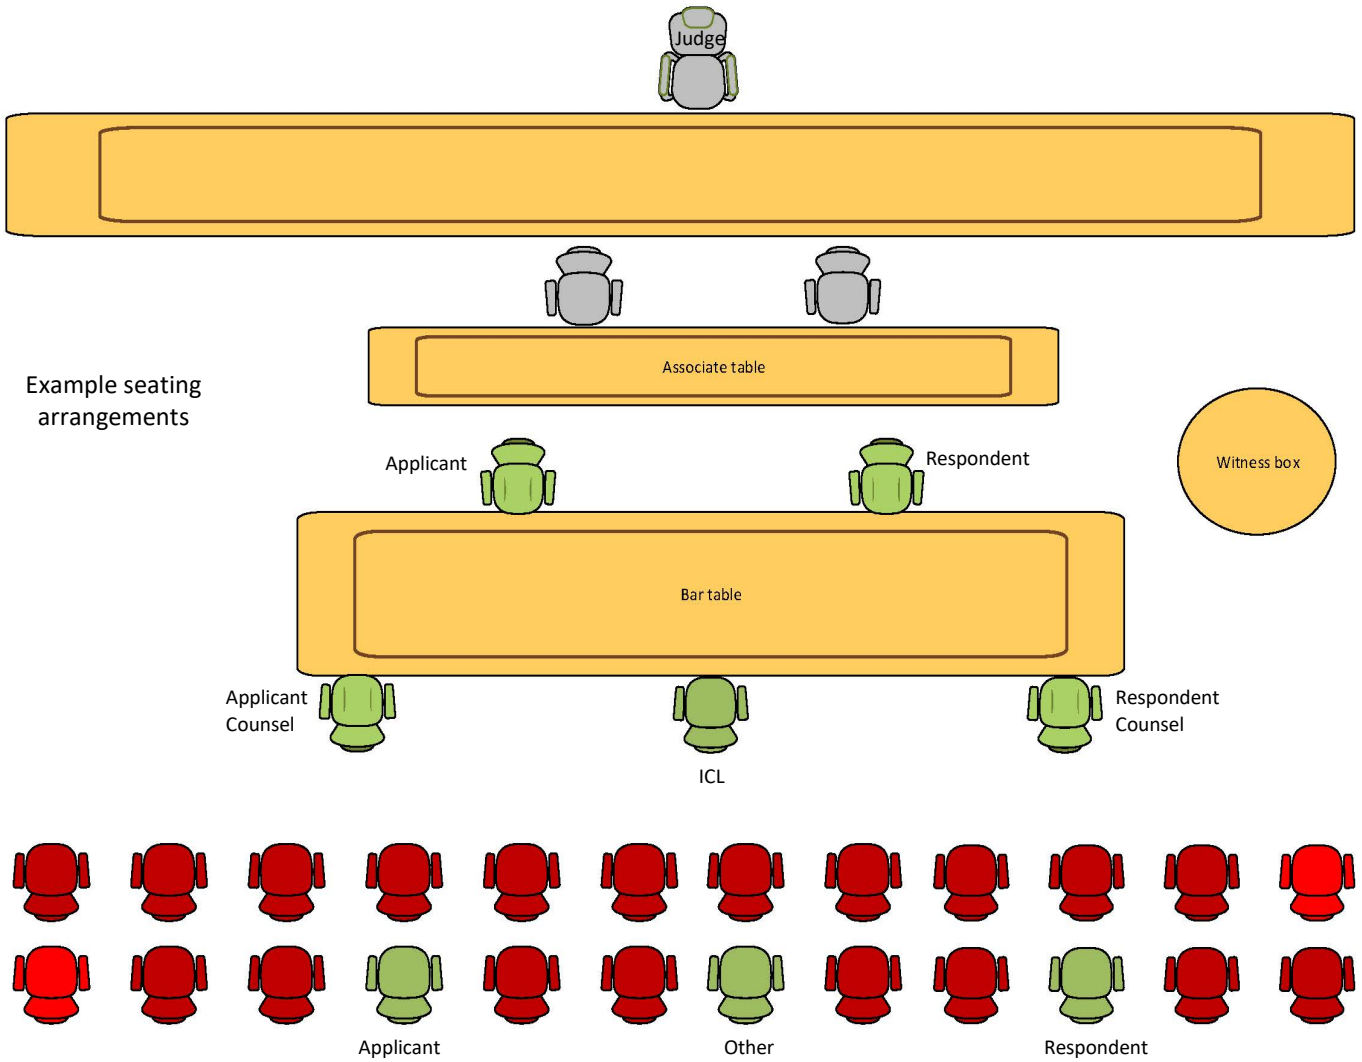 Judge
Associate table
Example seating
arrangements
Applicant
Respondent
Witness box
Bar table
Applicant
Counsel
Respondent
Counsel
ICL
Applicant
Other
Respondent